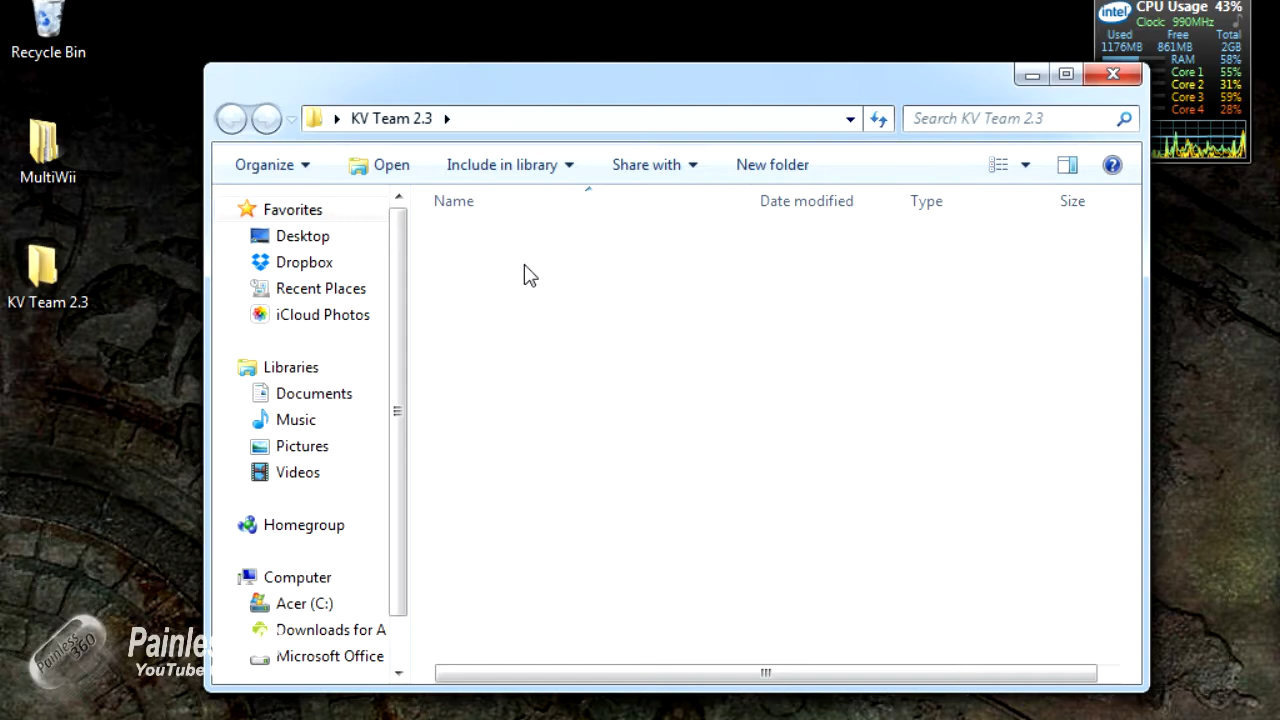 Recycle Bin
MultiWii
KV Team 2.3
intel
CPU Usage 43%
Clock: 990MHz
Used Free Total
1176MB 861MB 2GB
RAM 58%
Core 1 55%
Core 2 31%
Core 3 59%
Core 4 28%
KV Team 2.3
Search KV Team 2.3
Organize
Open
Include in library
Share with
New folder
Name
Date modified
Type
Size
Favorites
Desktop
Dropbox
Recent Places
iCloud Photos
Libraries
Documents
Music
Pictures
Videos
Homegroup
Computer
Acer (C:)
Downloads for A
Microsoft Office
Painless360
Painles
YouTube